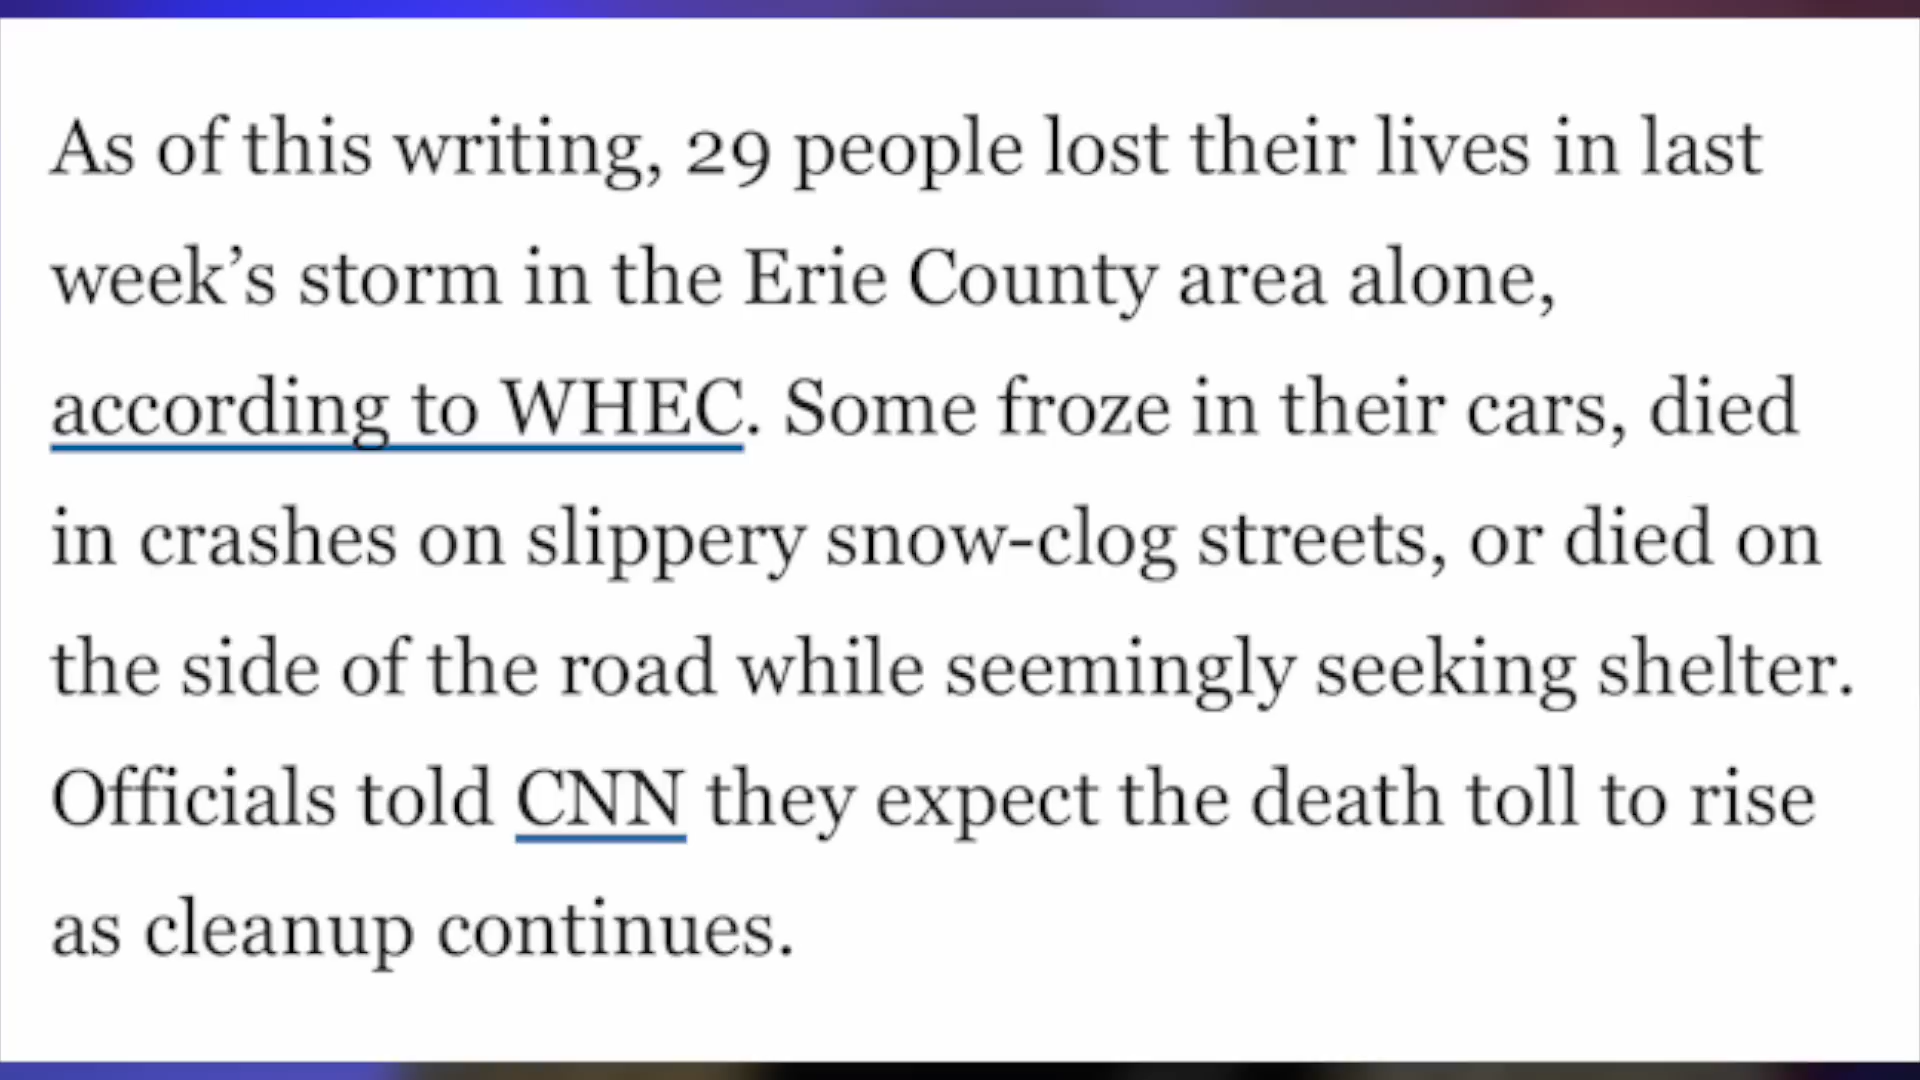 As of this writing, 29 people lost their lives in last
week’s storm in the Erie County area alone,
according to WHEC. Some froze in their cars, died
in crashes on slippery snow-clog streets, or died on
the side of the road while seemingly seeking shelter.
Officials told CNN they expect the death toll to rise
as cleanup continues.